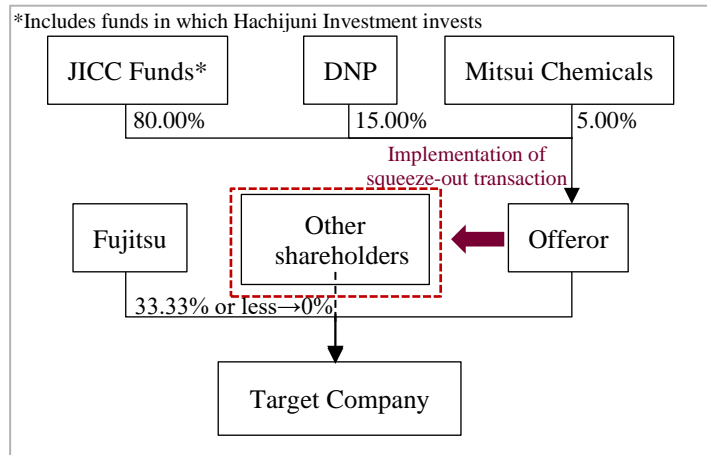 *Includes funds in which Hachijuni Investment invests
JICC Funds*
DNP
Mitsui Chemicals
80.00%
15.00%
5.00%
Implementation of
squeeze-out transaction
Fujitsu
Other
shareholders
Offeror
33.33% or less→0%
Target Company